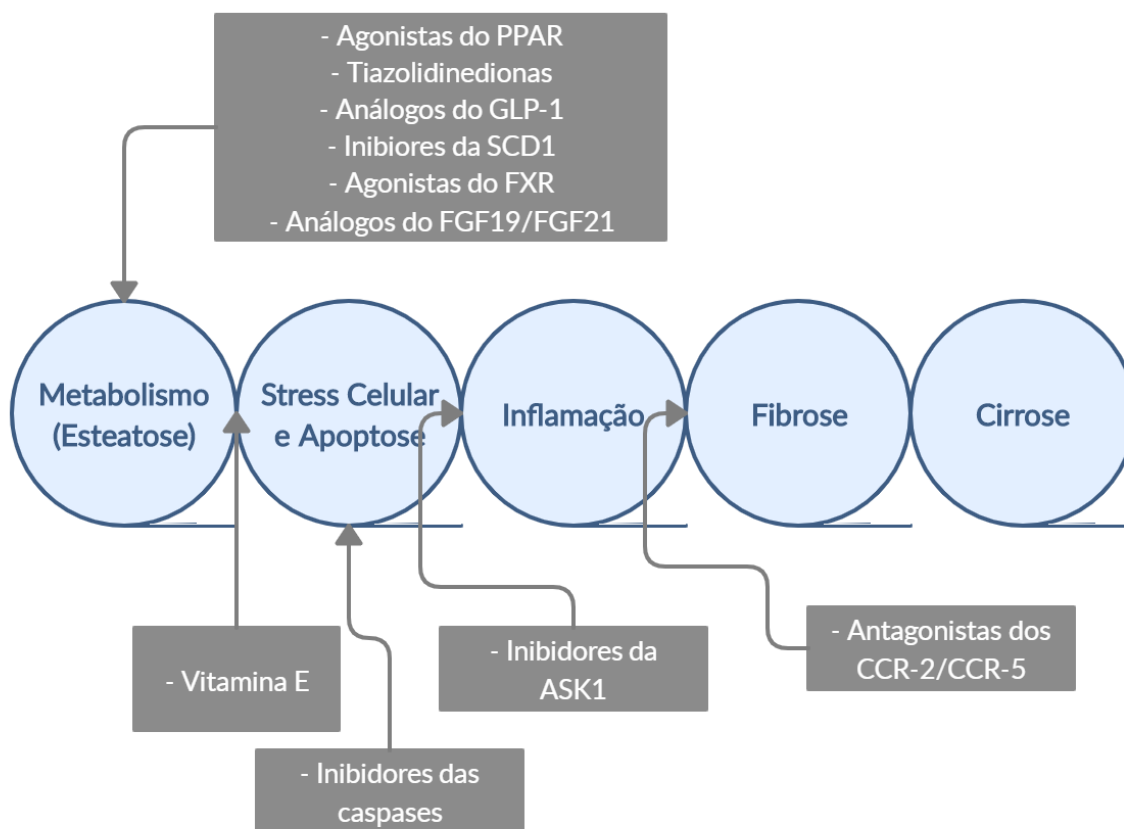 - Agonistas do PPAR
- Tiazolidinedionas
- Análogos do GLP-1
- Inibiores da SCD1
- Agonistas do FXR
- Análogos do FGF19/FGF21
Metabolismo
(Esteatose)
Stress Celular
e Apoptose
Inflamação
Fibrose
Cirrose
- Vitamina E
- Inibidores das
caspases
- Inibidores da
ASK1
- Antagonistas dos
CCR-2/CCR-5